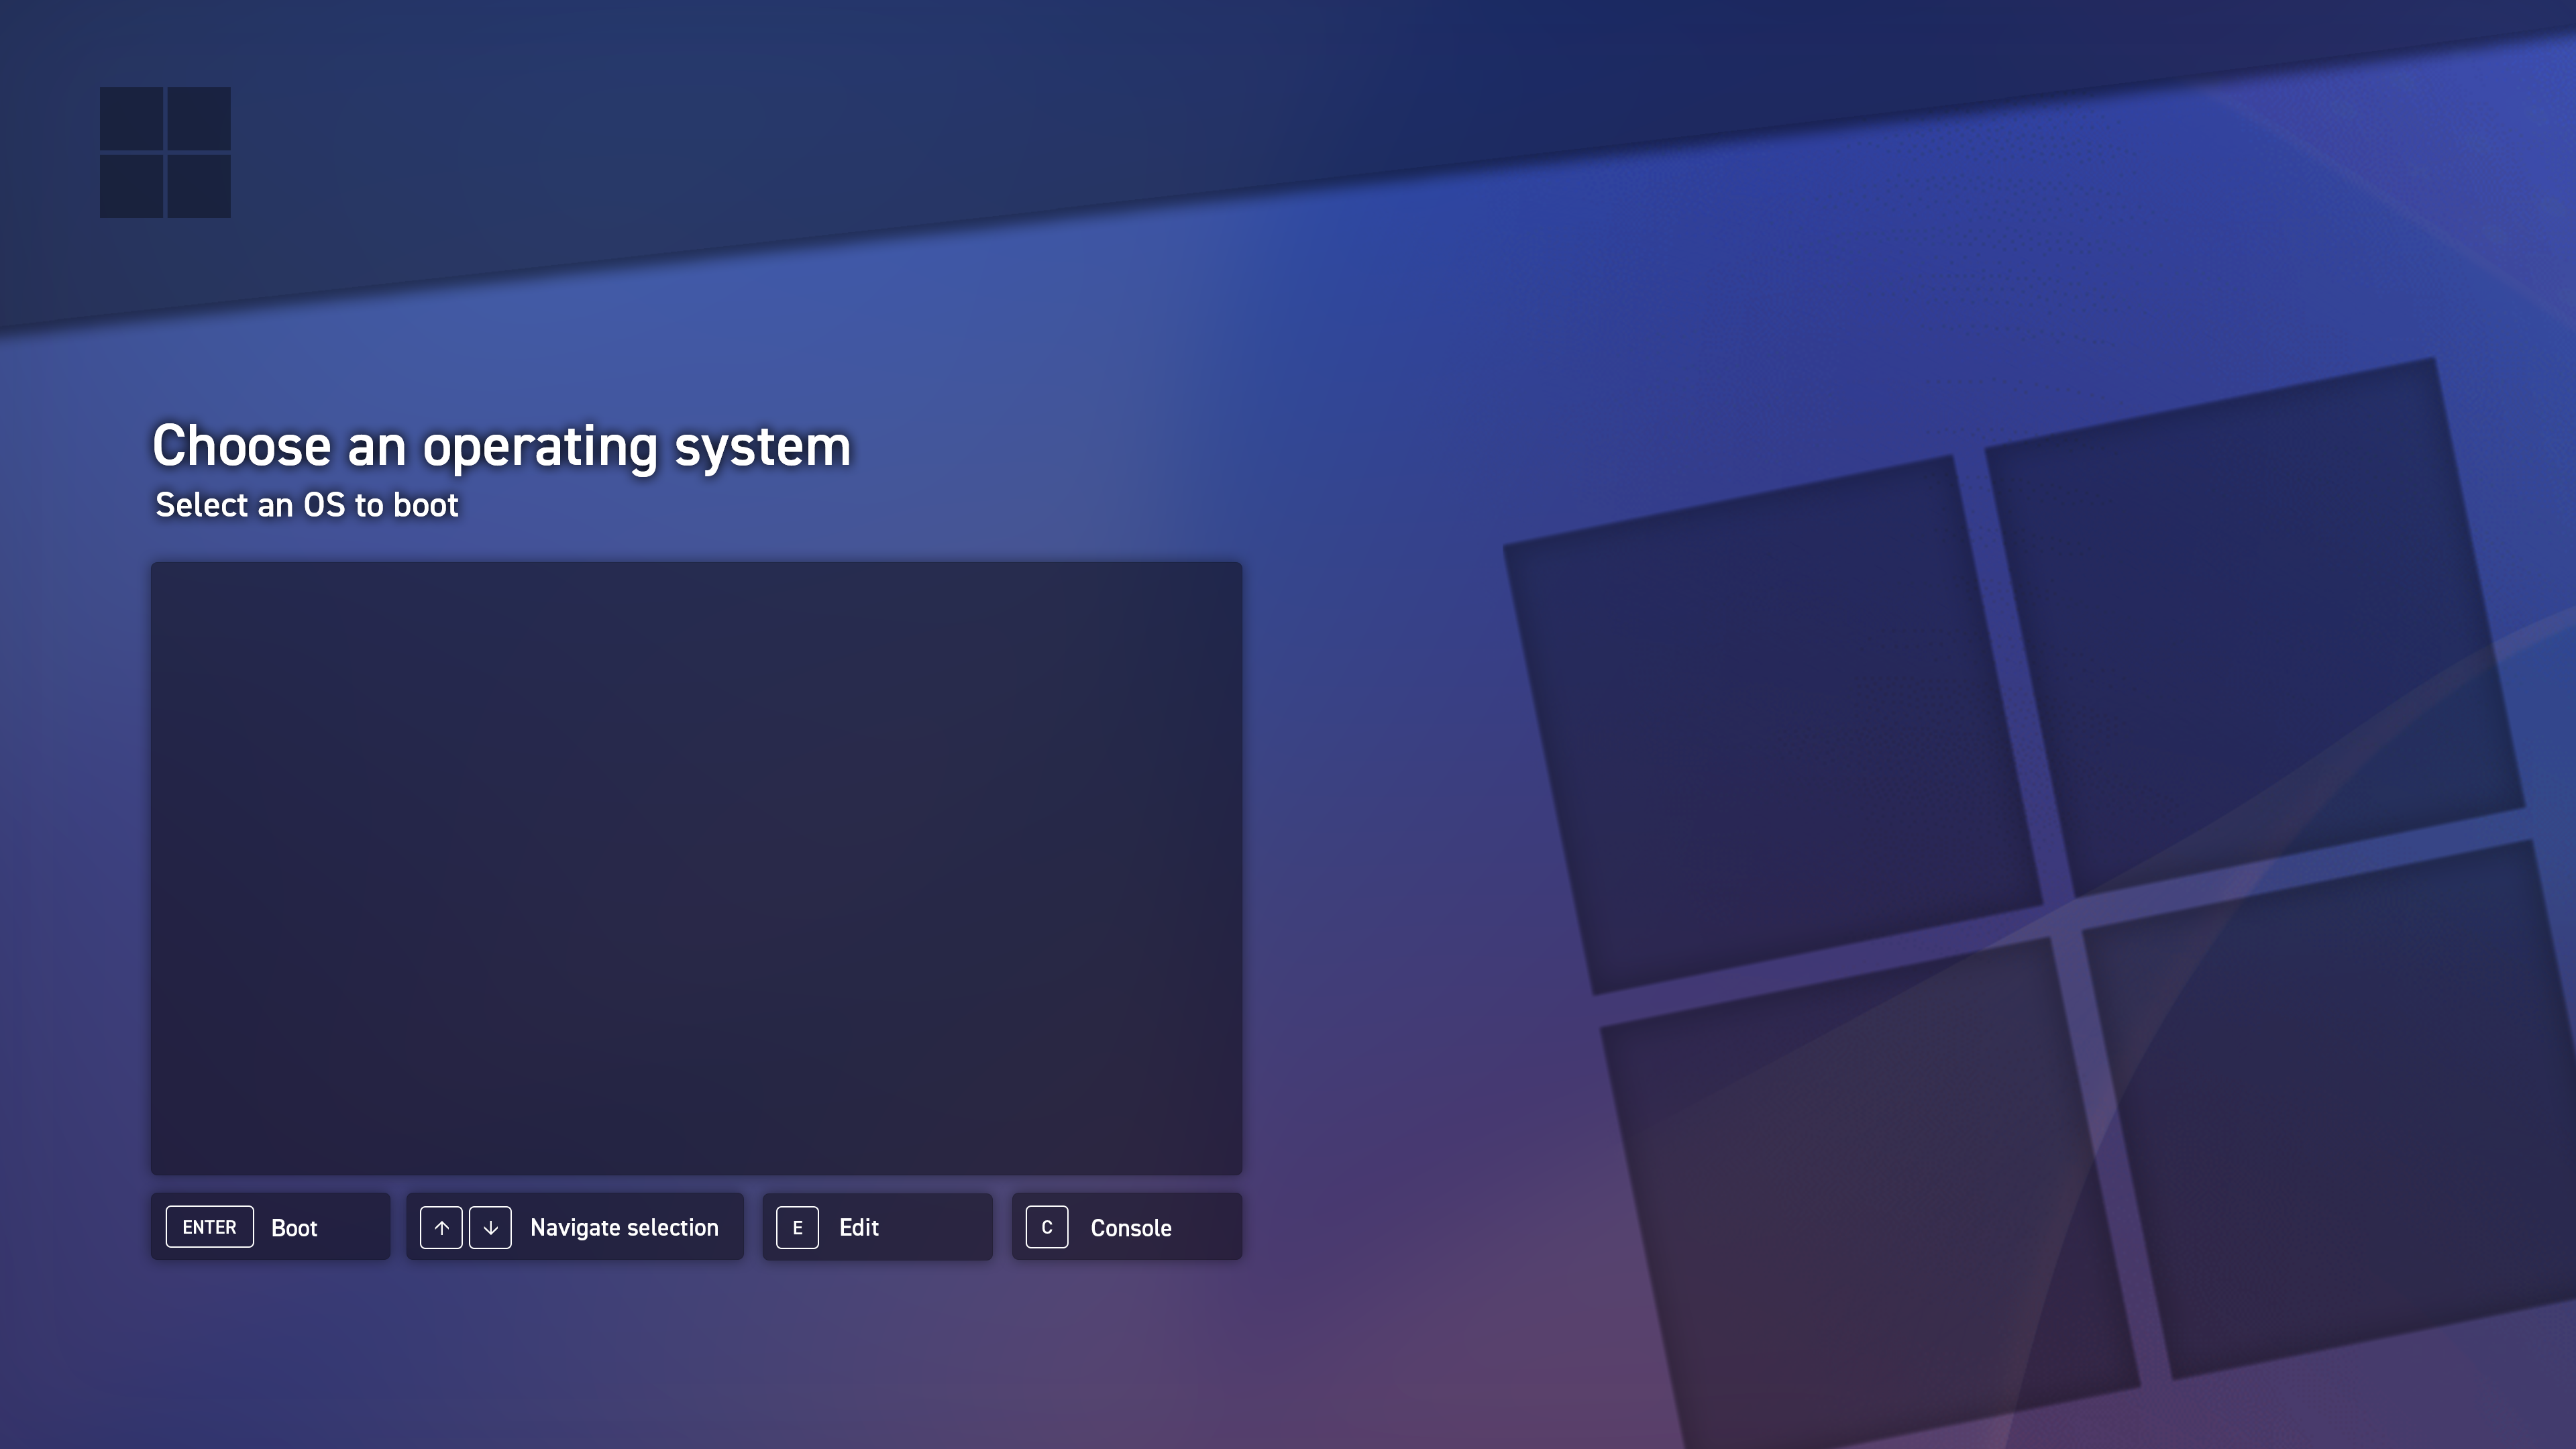 Choose an operating system
Select an OS to boot
ENTER Boot ↑ ↓ Navigate selection E Edit C Console